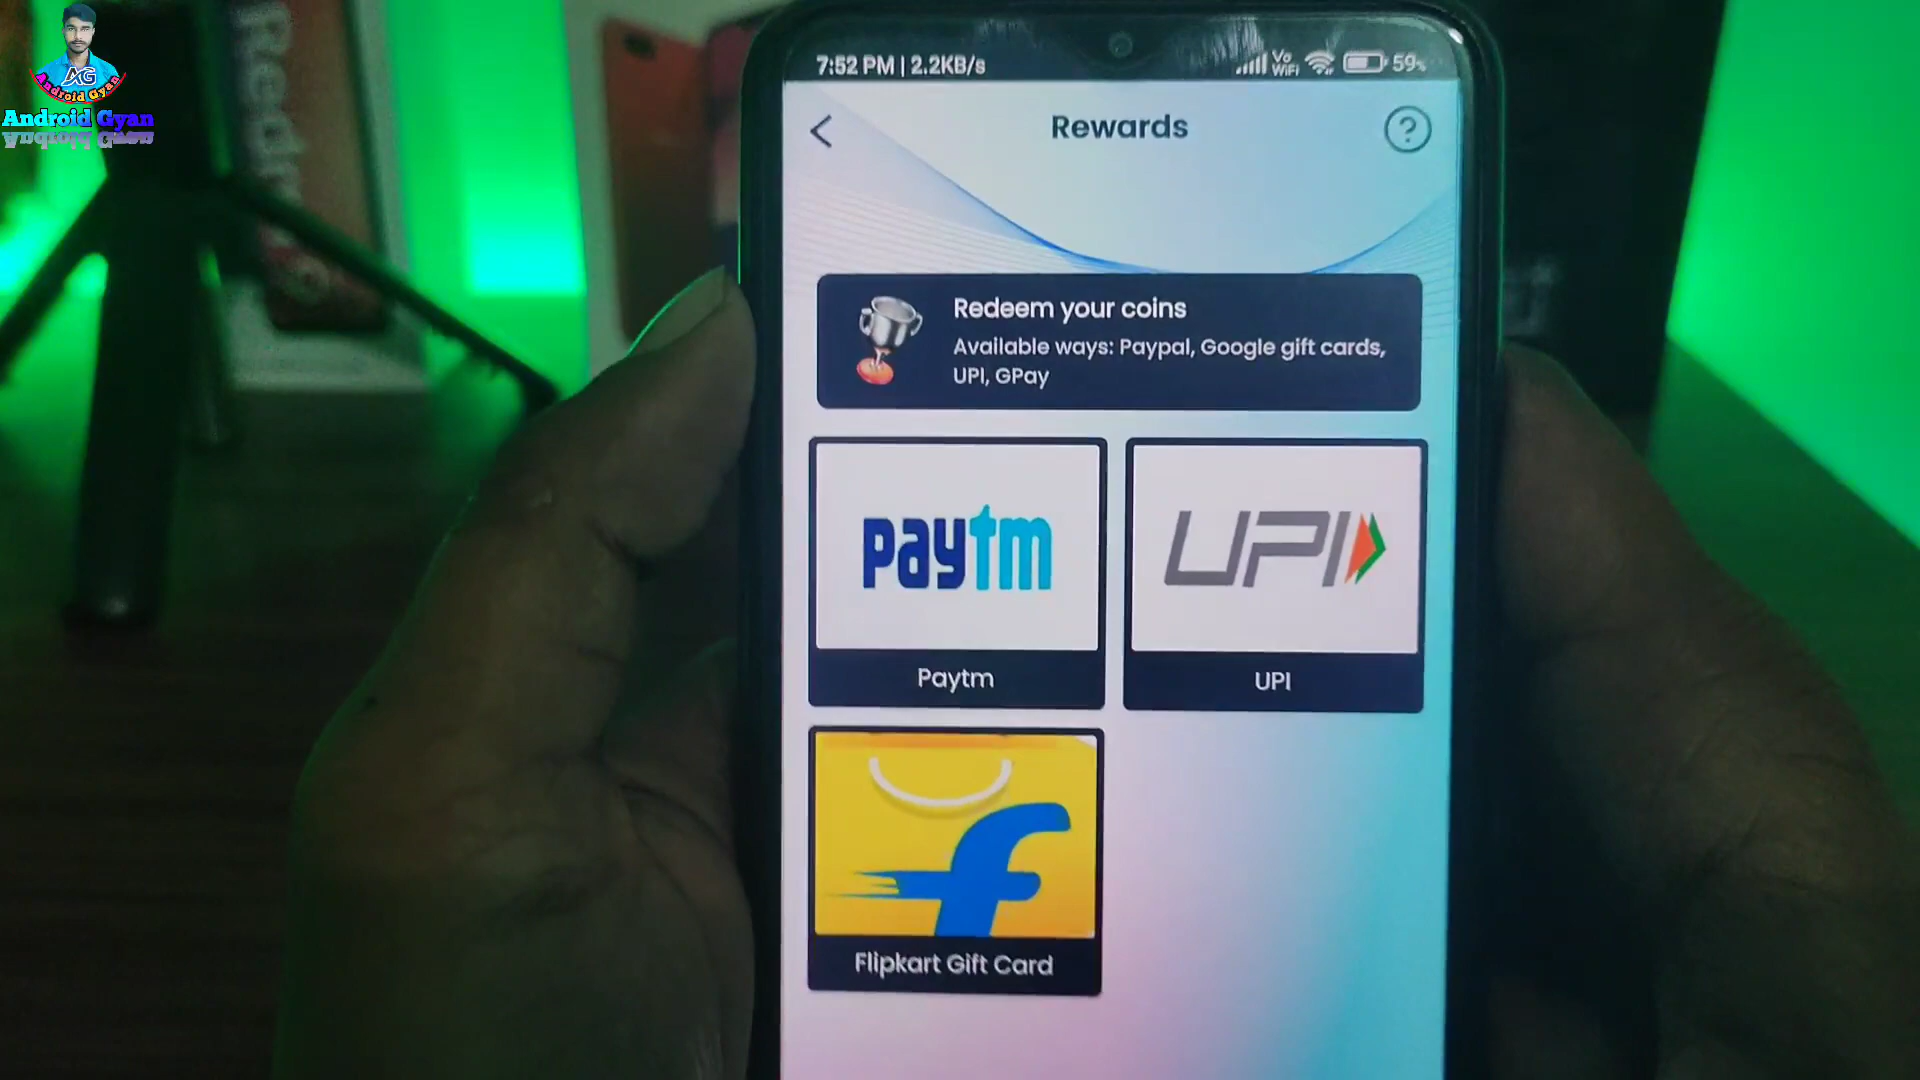 AG
Android Gyan
Android Gyan
7:52 PM | 2.2KB/s
Vo
WiFi
59%
Rewards
?
Redeem your coins
Available ways: Paypal, Google gift cards,
UPI, GPay
paytm
UPI
Paytm
UPI
f
Flipkart Gift Card
Redm